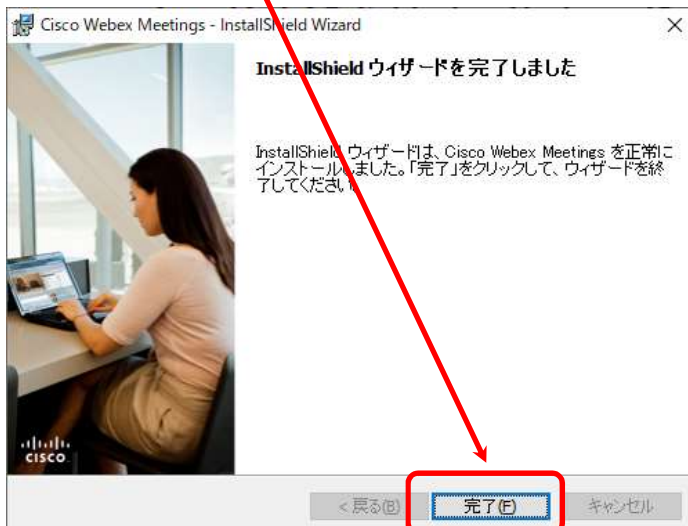 Cisco Webex Meetings - InstallShield Wizard
InstallShield ウィザードを完了しました
InstallShield ウィザードは、Cisco Webex Meetings を正常に
インストールしました。「完了」をクリックして、ウィザードを終
了してください。
CISCO
< 戻る(B)
完了(F)
キャンセル